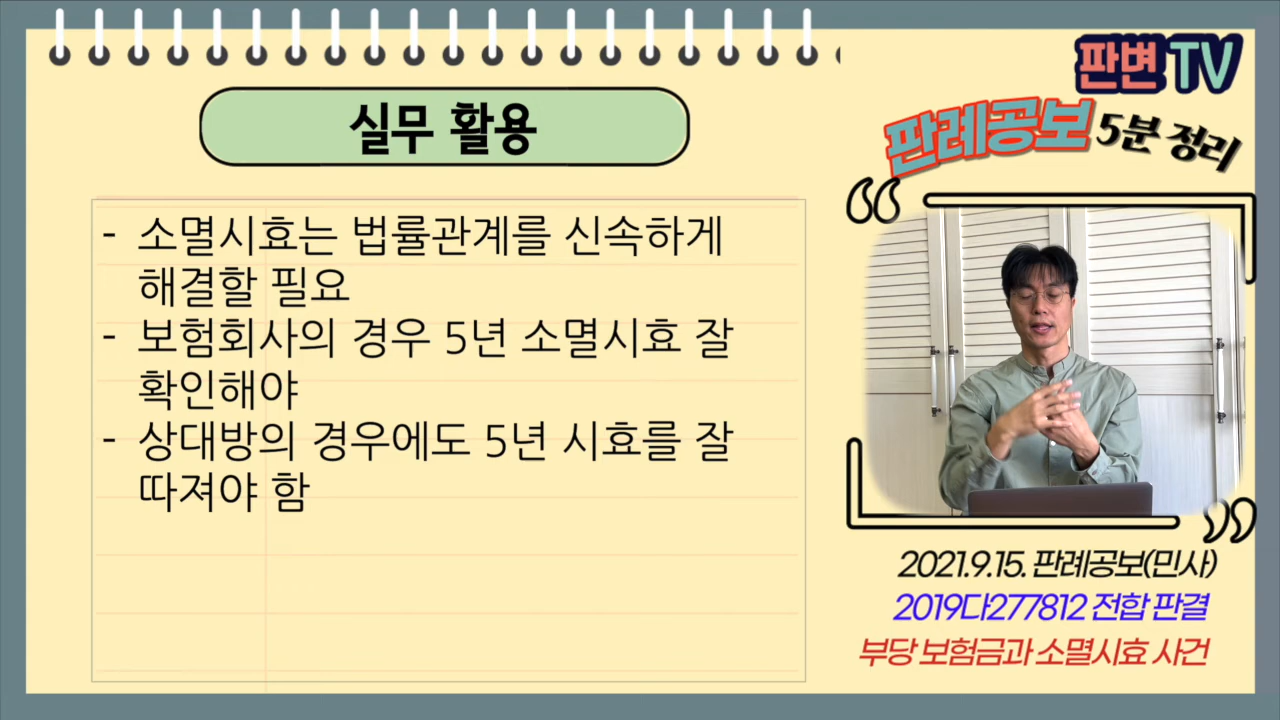 실무 활용
- 소멸시효는 법률관계를 신속하게
해결할 필요
- 보험회사의 경우 5년 소멸시효 잘
확인해야
- 상대방의 경우에도 5년 시효를 잘
따져야 함
판변 TV
판례공보 5분 정리
2021.9.15. 판례공보(민사)
2019다277812 전합 판결
부당 보험금과 소멸시효 사건